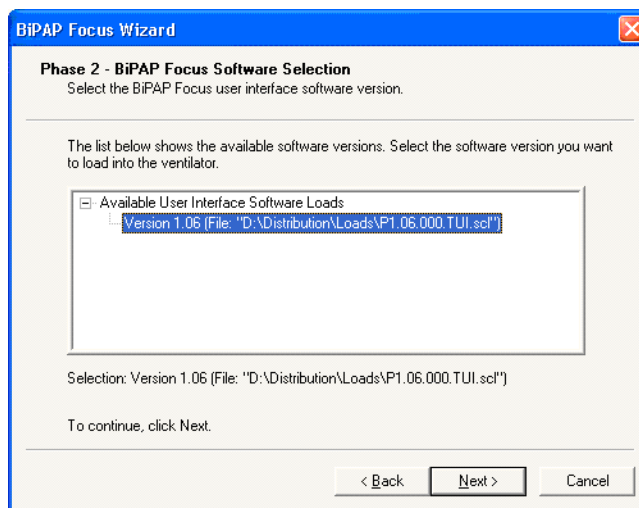 BiPAP Focus Wizard
Phase 2 - BiPAP Focus Software Selection
Select the BiPAP Focus user interface software version.
The list below shows the available software versions. Select the software version you want
to load into the ventilator.
Available User Interface Software Loads
Version 1.06 (File: "D:\Distribution\Loads\P1.06.000.TUI.scl")
Selection: Version 1.06 (File: "D:\Distribution\Loads\P1.06.000.TUI.scl")
To continue, click Next.
< Back
Next >
Cancel